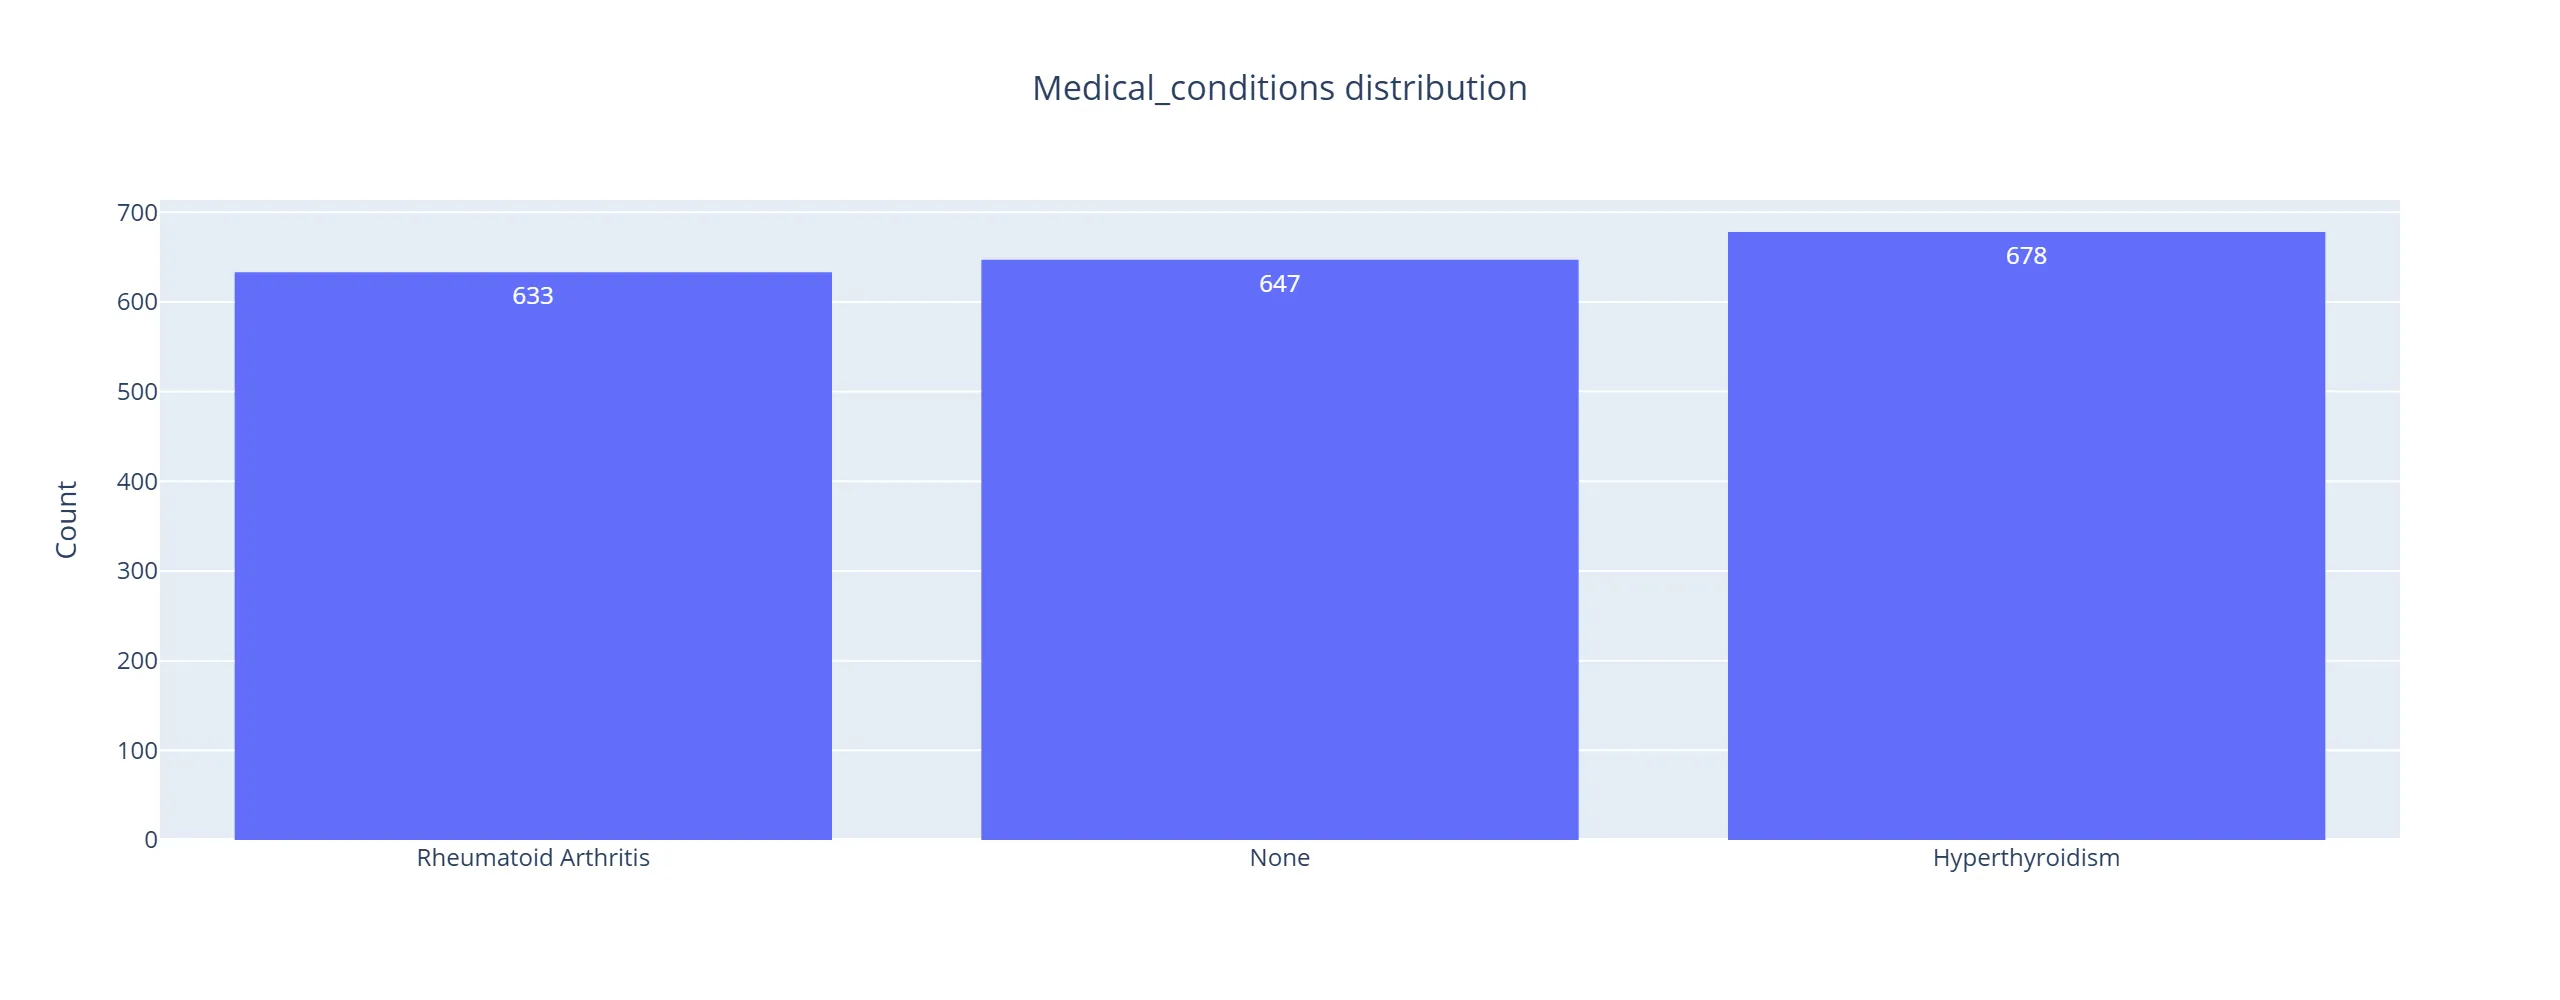 Medical_conditions distribution
700
600
500
400
300
200
100
0
Count
633
647
678
Rheumatoid Arthritis
None
Hyperthyroidism